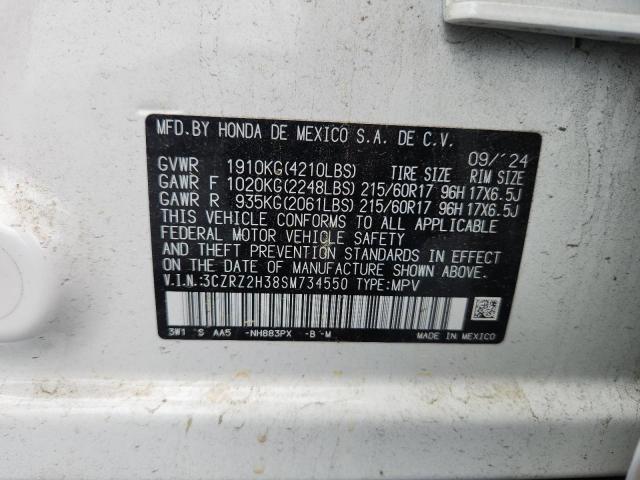 MFD.BY HONDA DE MEXICO S.A. DE C.V.
09/'24
GVWR 1910KG(4210LBS) TIRE SIZE RIM SIZE
GAWR F 1020KG(2248LBS) 215/60R17 96H 17X6.5J
GAWR R 935KG(2061LBS) 215/60R17 96H 17X6.5J
THIS VEHICLE CONFORMS TO ALL APPLICABLE
FEDERAL MOTOR VEHICLE SAFETY
AND THEFT PREVENTION STANDARDS IN EFFECT
ON THE DATE OF MANUFACTURE SHOWN ABOVE.
V.I.N.:3CZRZ2H38SM734550 TYPE:MPV
3W1 S AA5 -NH883PX -B -M
MADE IN MEXICO